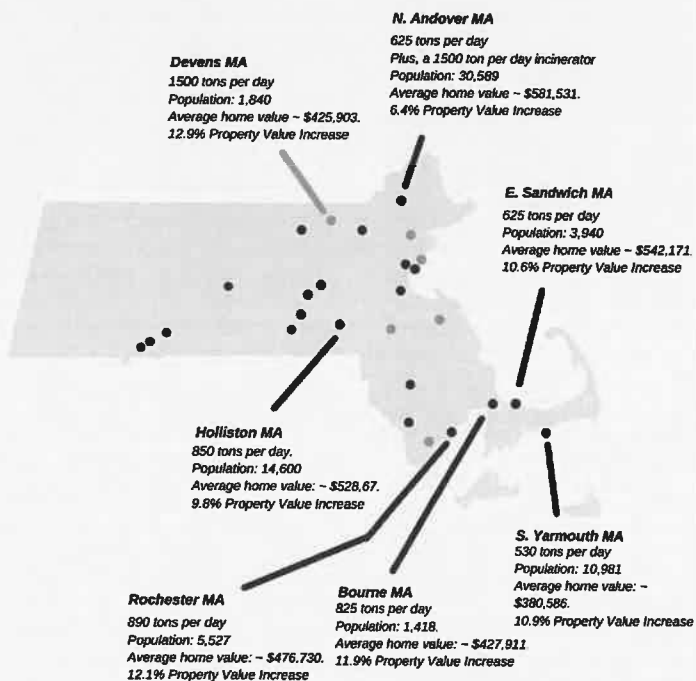 N. Andover MA
625 tons per day
Plus, a 1500 ton per day incinerator
Population: 30,589
Average home value ~ $581,531.
6.4% Property Value Increase
Devens MA
1500 tons per day
Population: 1,840
Average home value ~ $425,903.
12.9% Property Value Increase
E. Sandwich MA
625 tons per day
Population: 3,940
Average home value ~ $542,171.
10.6% Property Value Increase
Holliston MA
850 tons per day.
Population: 14,600
Average home value: ~ $528,67.
9.8% Property Value Increase
S. Yarmouth MA
530 tons per day
Population: 10,981
Average home value: ~
$380,586.
10.9% Property Value Increase
Rochester MA
890 tons per day
Population: 5,527
Average home value: ~ $476,730.
12.1% Property Value Increase
Bourne MA
825 tons per day
Population: 1,418.
Average home value: ~ $427,911.
11.9% Property Value Increase